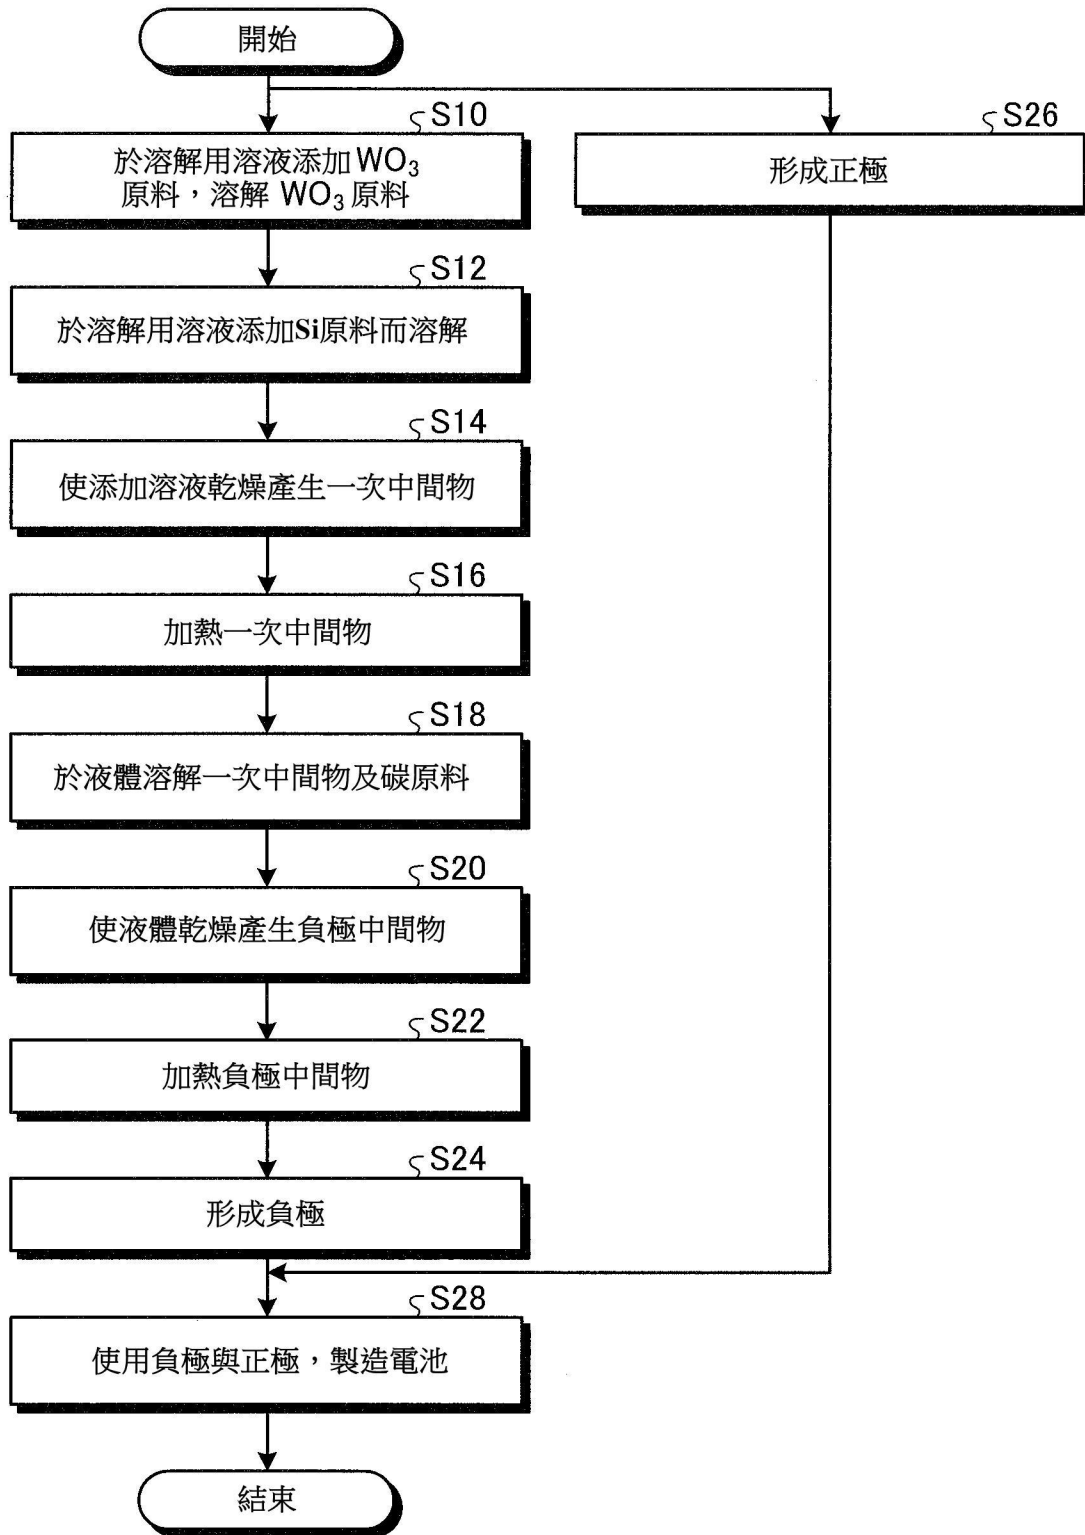 開始
S10
於溶解用溶液添加 WO₃
原料，溶解 WO₃ 原料
S26
形成正極
S12
於溶解用溶液添加Si原料而溶解
S14
使添加溶液乾燥產生一次中間物
S16
加熱一次中間物
S18
於液體溶解一次中間物及碳原料
S20
使液體乾燥產生負極中間物
S22
加熱負極中間物
S24
形成負極
S28
使用負極與正極，製造電池
結束